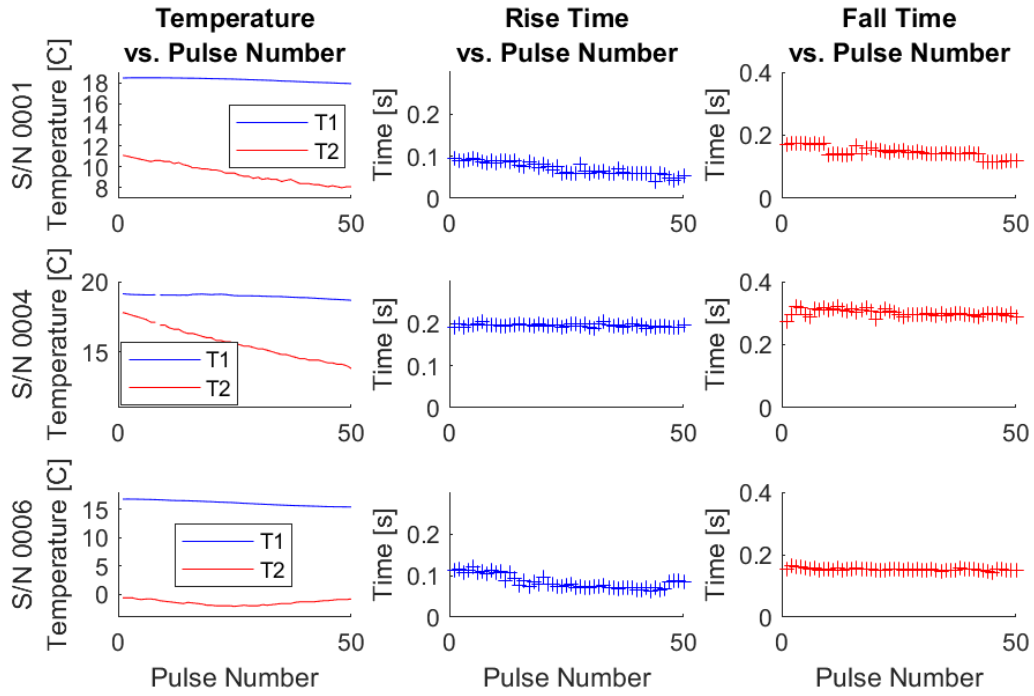 Temperature
vs. Pulse Number
Rise Time
vs. Pulse Number
Fall Time
vs. Pulse Number
S/N 0001
Temperature [C]
18
16
14
12
10
8
T1
T2
0
50
Time [s]
0.2
0.1
0
0
50
Time [s]
0.4
0.2
0
0
50
S/N 0004
Temperature [C]
20
15
T1
T2
0
50
Time [s]
0.2
0.1
0
0
50
Time [s]
0.4
0.2
0
0
50
S/N 0006
Temperature [C]
15
10
5
0
T1
T2
0
50
Pulse Number
Time [s]
0.2
0.1
0
0
50
Pulse Number
Time [s]
0.4
0.2
0
0
50
Pulse Number